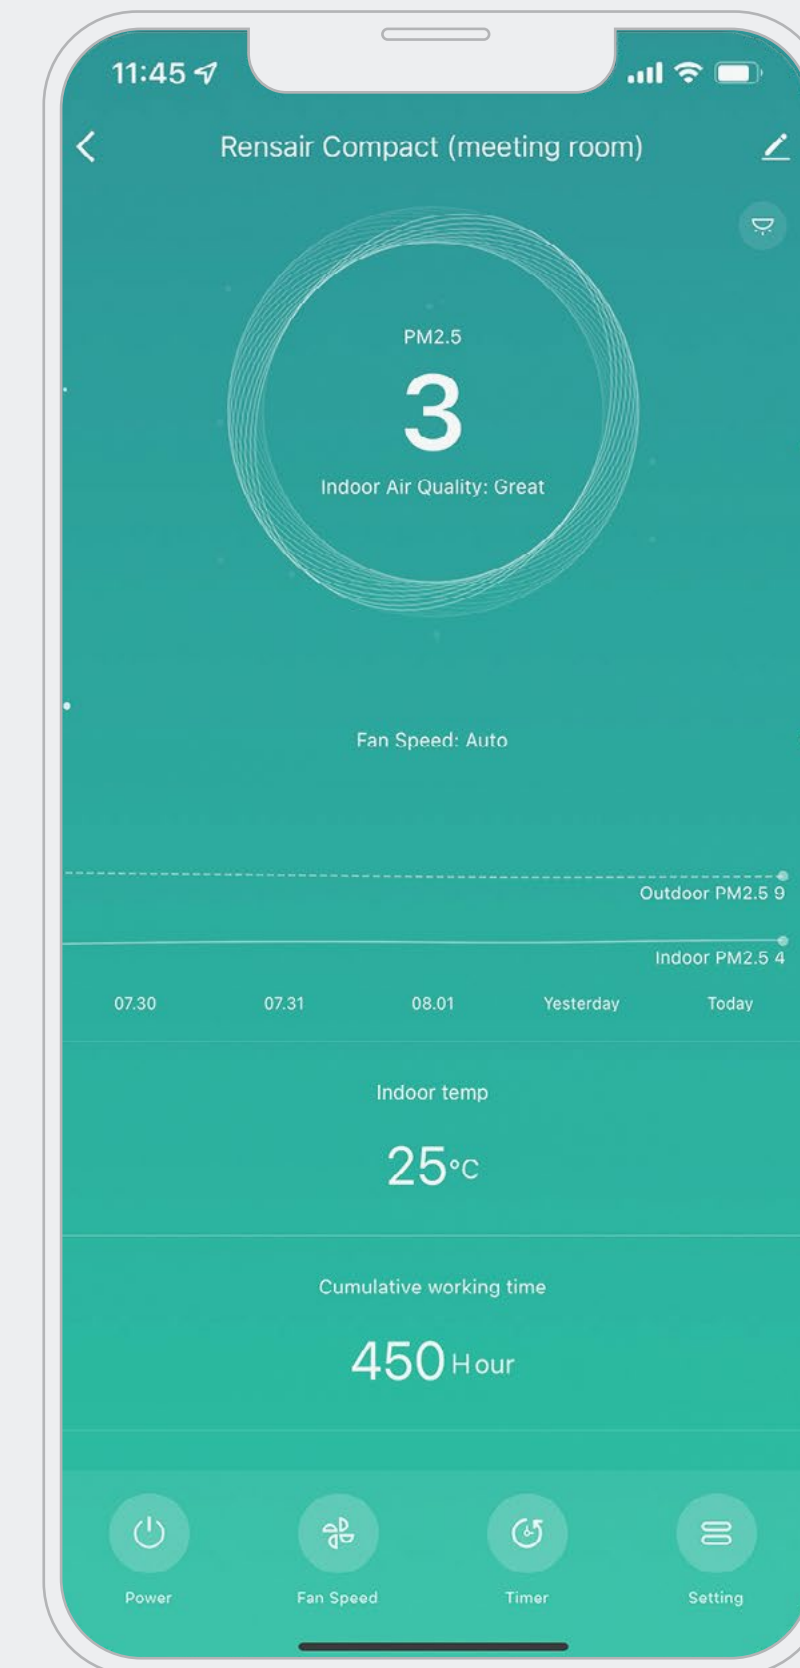 11:45
Rensair Compact (meeting room)
PM2.5
3
Indoor Air Quality: Great
Fan Speed: Auto
Outdoor PM2.5 9
Indoor PM2.5 4
07.30 07.31 08.01 Yesterday Today
Indoor temp
25°C
Cumulative working time
450 Hour
Power Fan Speed Timer Setting